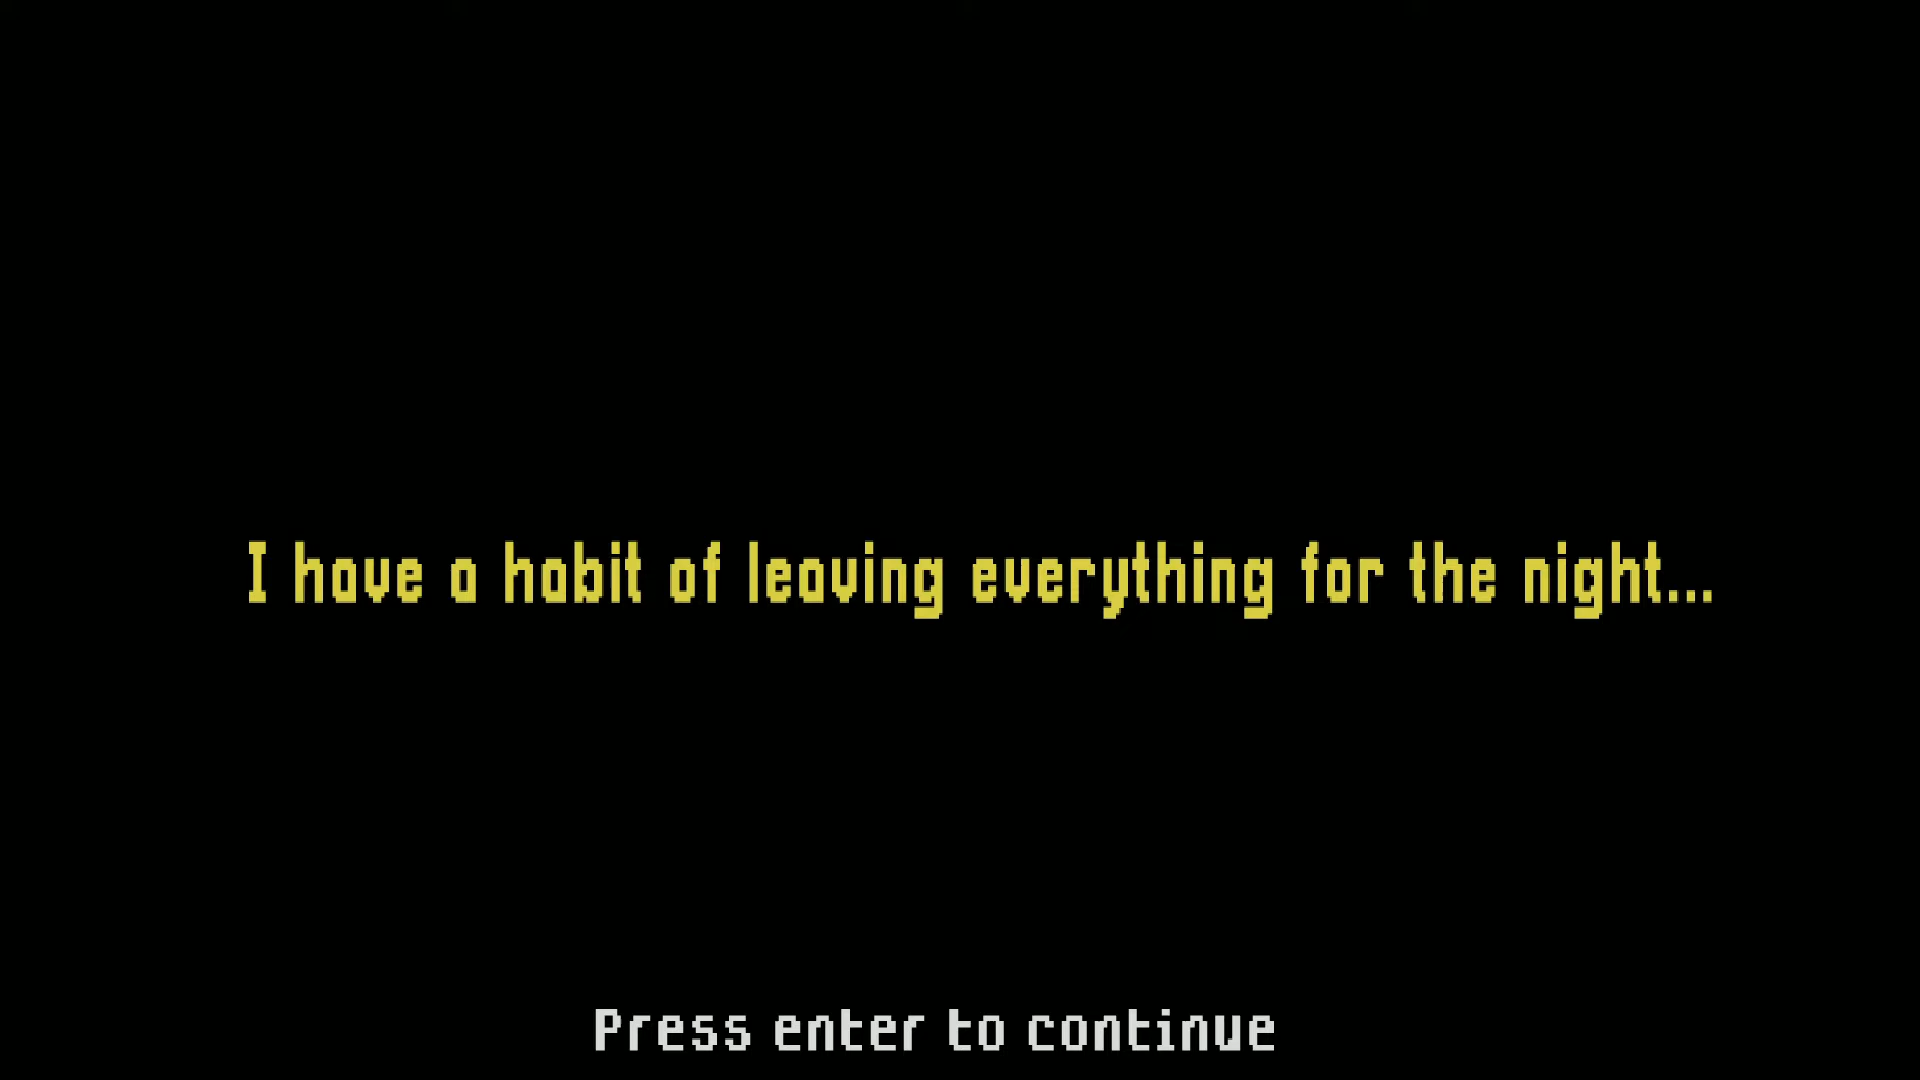 I have a habit of leaving everything for the night...
Press enter to continue